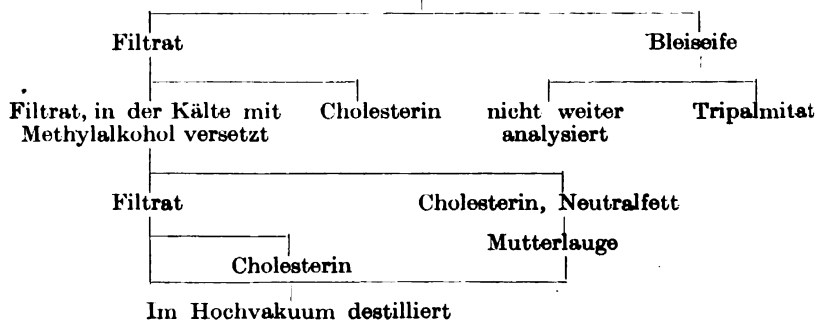 Filtrat Bleiseife
Filtrat, in der Kälte mit Cholesterin nicht weiter Tripalmitat
Methylalkohol versetzt analysiert
Filtrat Cholesterin, Neutralfett
Mutterlauge
Cholesterin
Im Hochvakuum destilliert